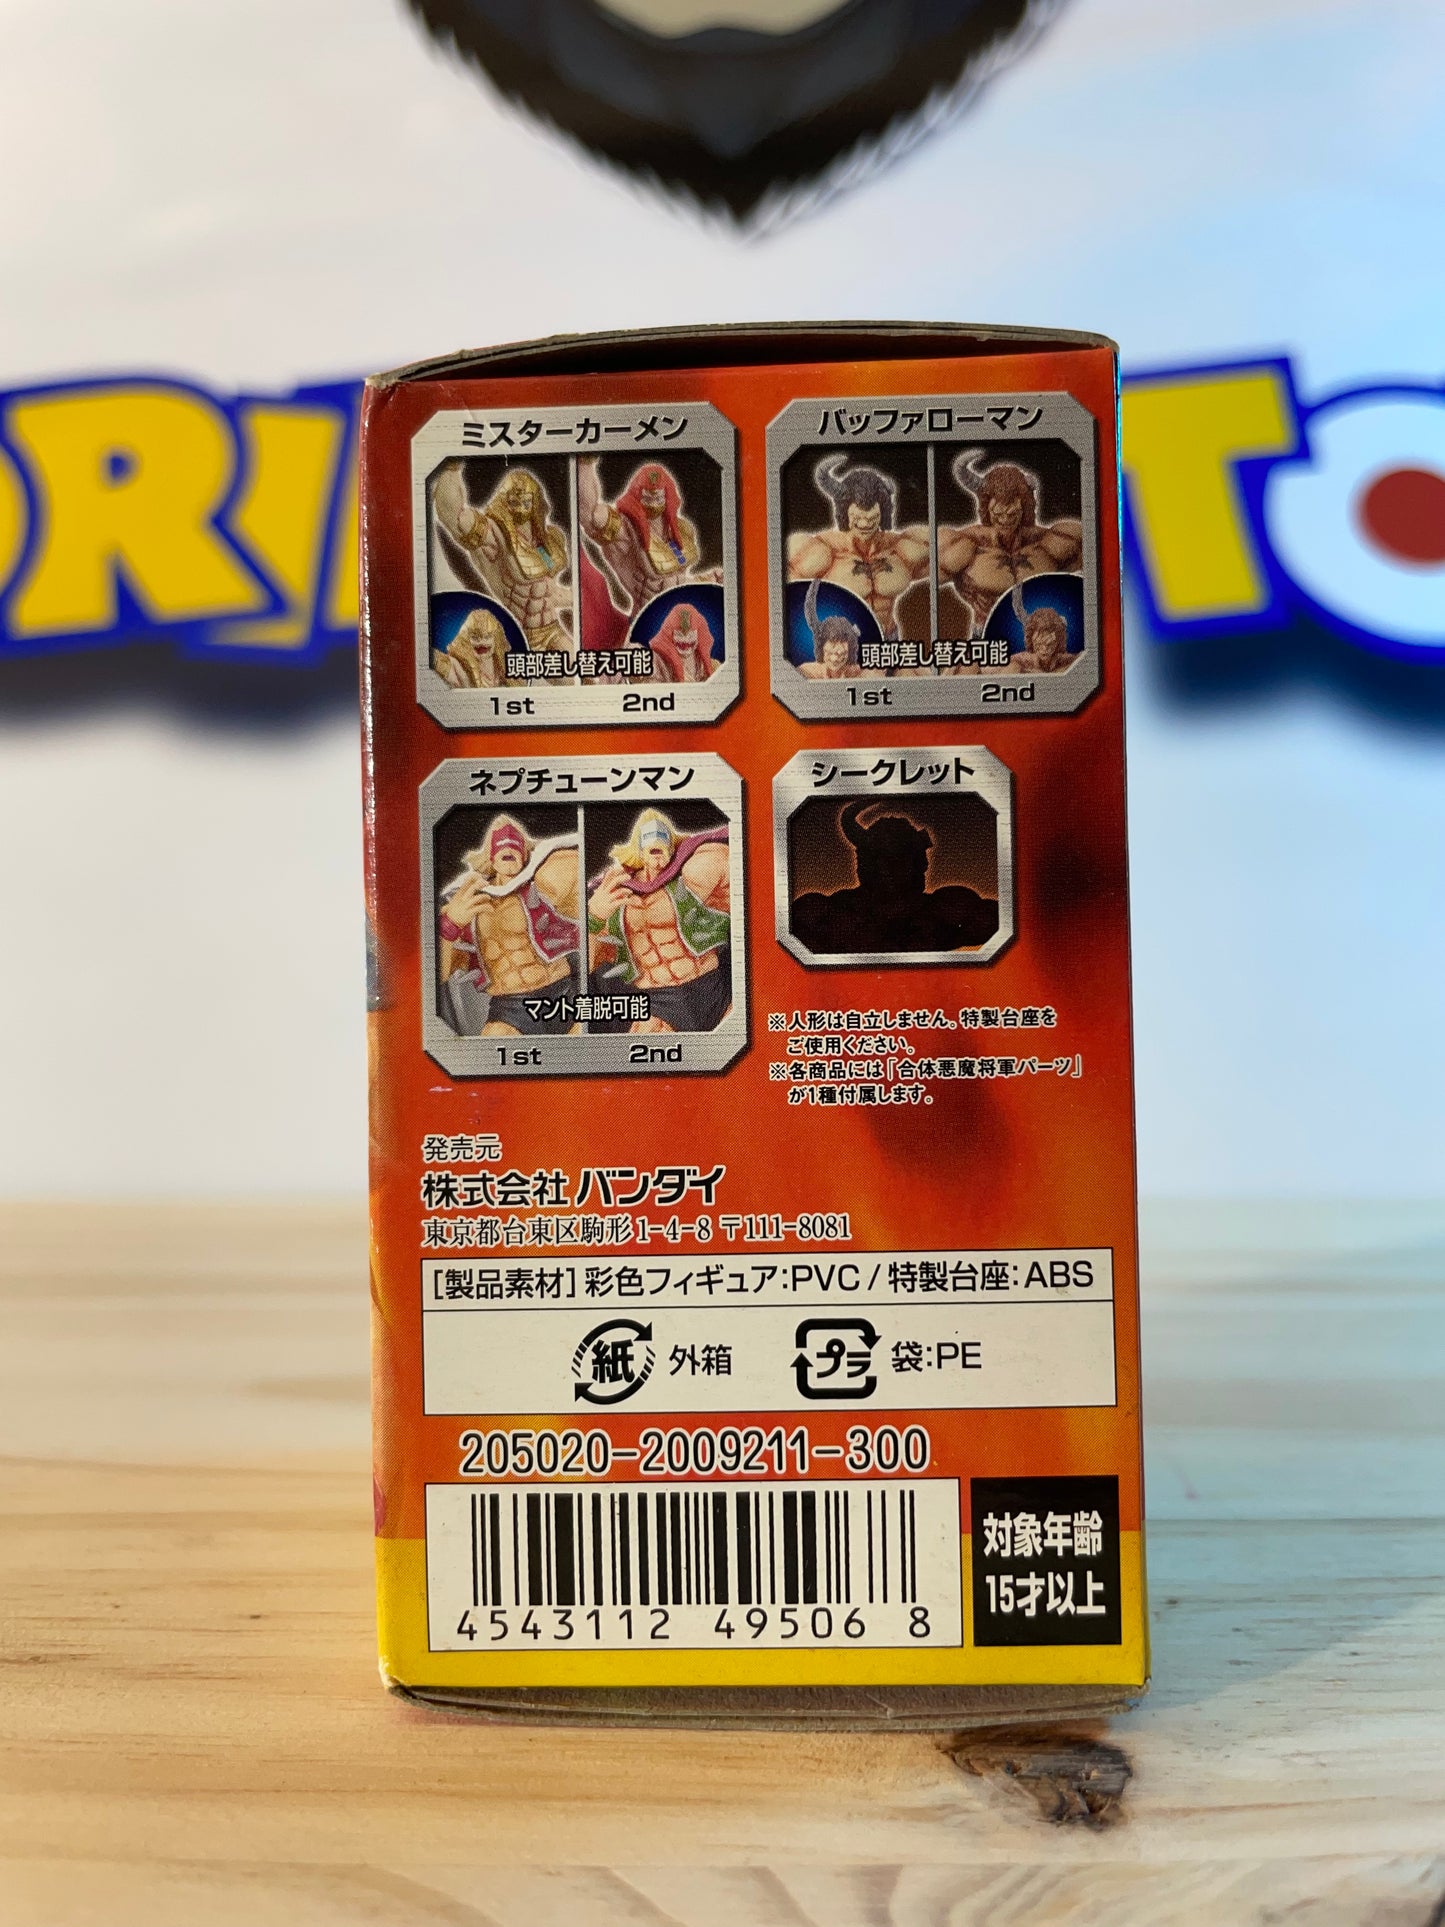 ミスターカーメン
頭部差し替え可能
1st 2nd
バッファローマン
頭部差し替え可能
1st 2nd
ネプチューンマン
マント着脱可能
1st 2nd
シークレット
※人形は自立しません。特製台座を
ご使用ください。
※各商品には「合体悪魔将軍パーツ」
が1種付属します。
発売元
株式会社バンダイ
東京都台東区駒形1-4-8 〒111-8081
[製品素材] 彩色フィギュア:PVC / 特製台座:ABS
紙 外箱 プラ 袋:PE
205020-2009211-300
4543112 49506 8
対象年齢
15才以上